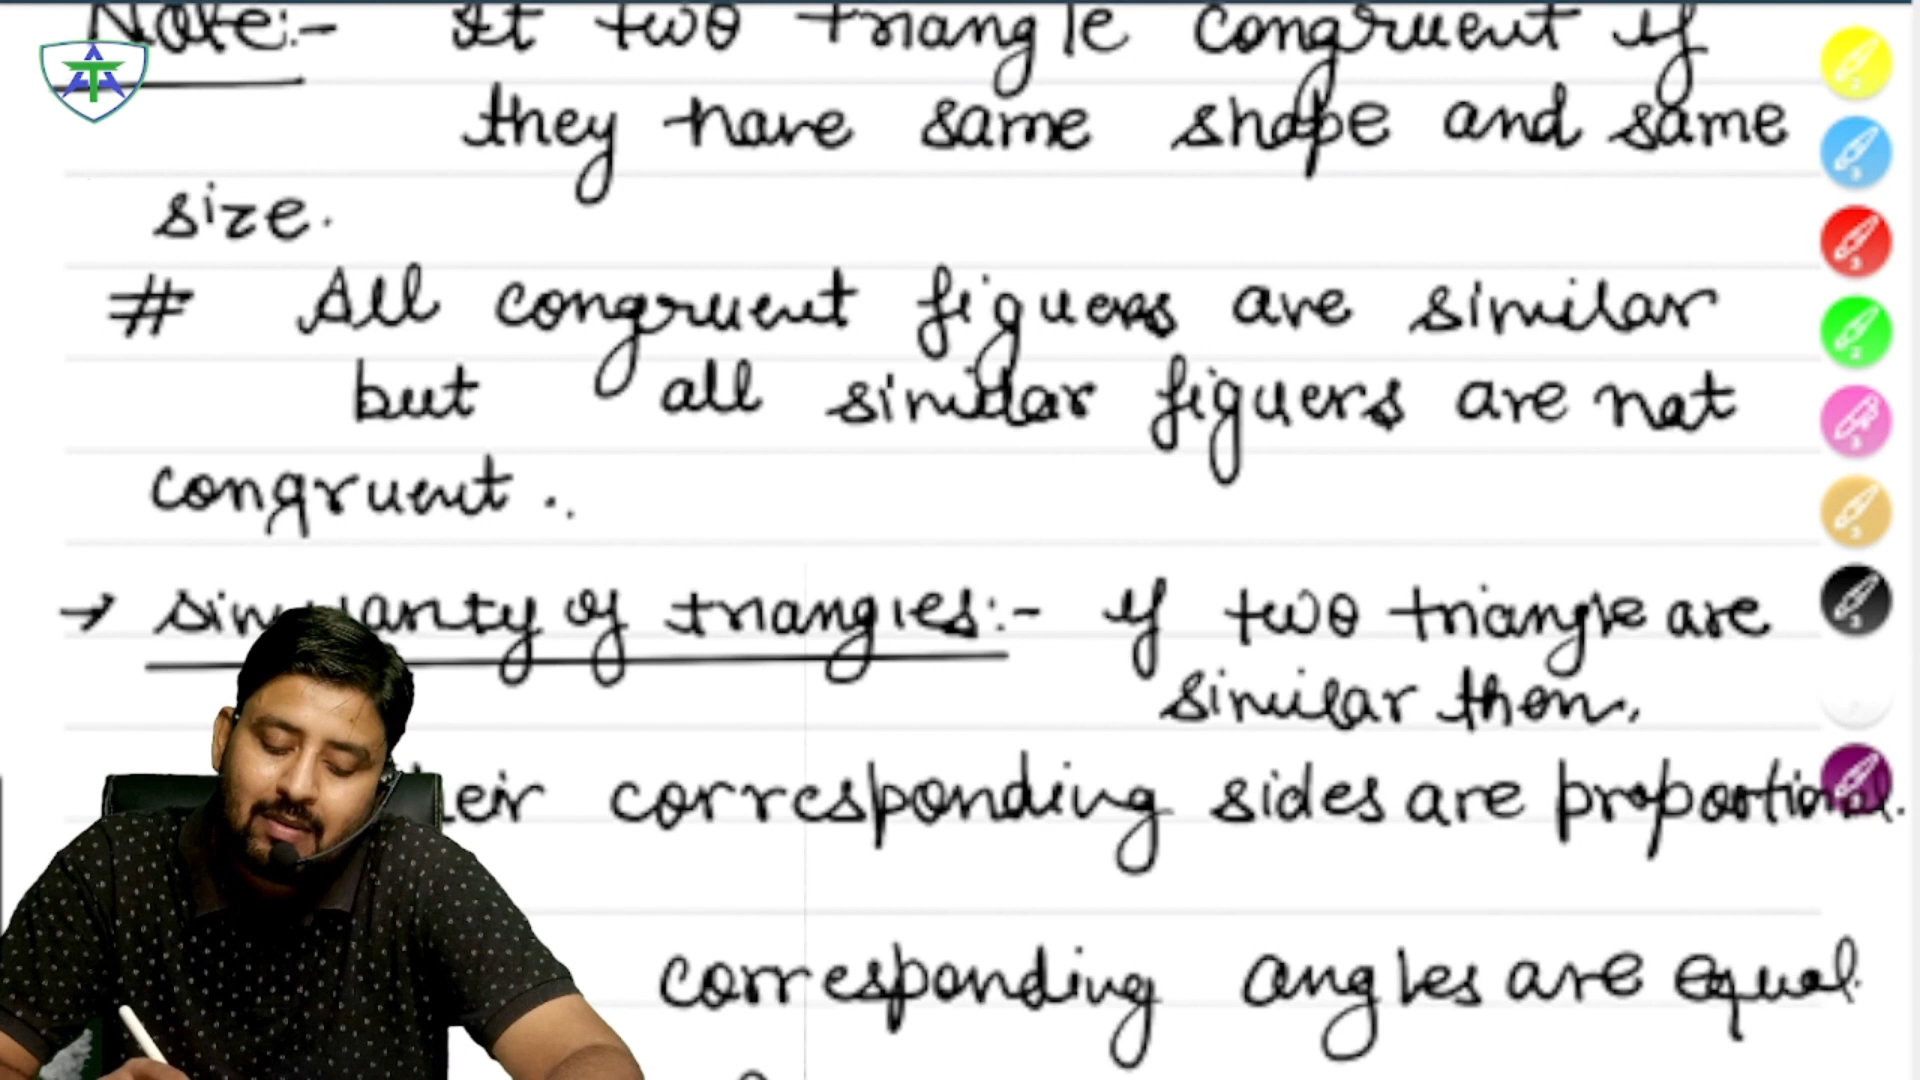 Note:- It two triangle congruent if
they have same shape and same
size.
# All congruent figuers are similar
but all similar figuers are not
congruent ..
→ similarity of triangles:- if two triangle are
similar then,
corresponding sides are proportional.
corresponding angles are equal.